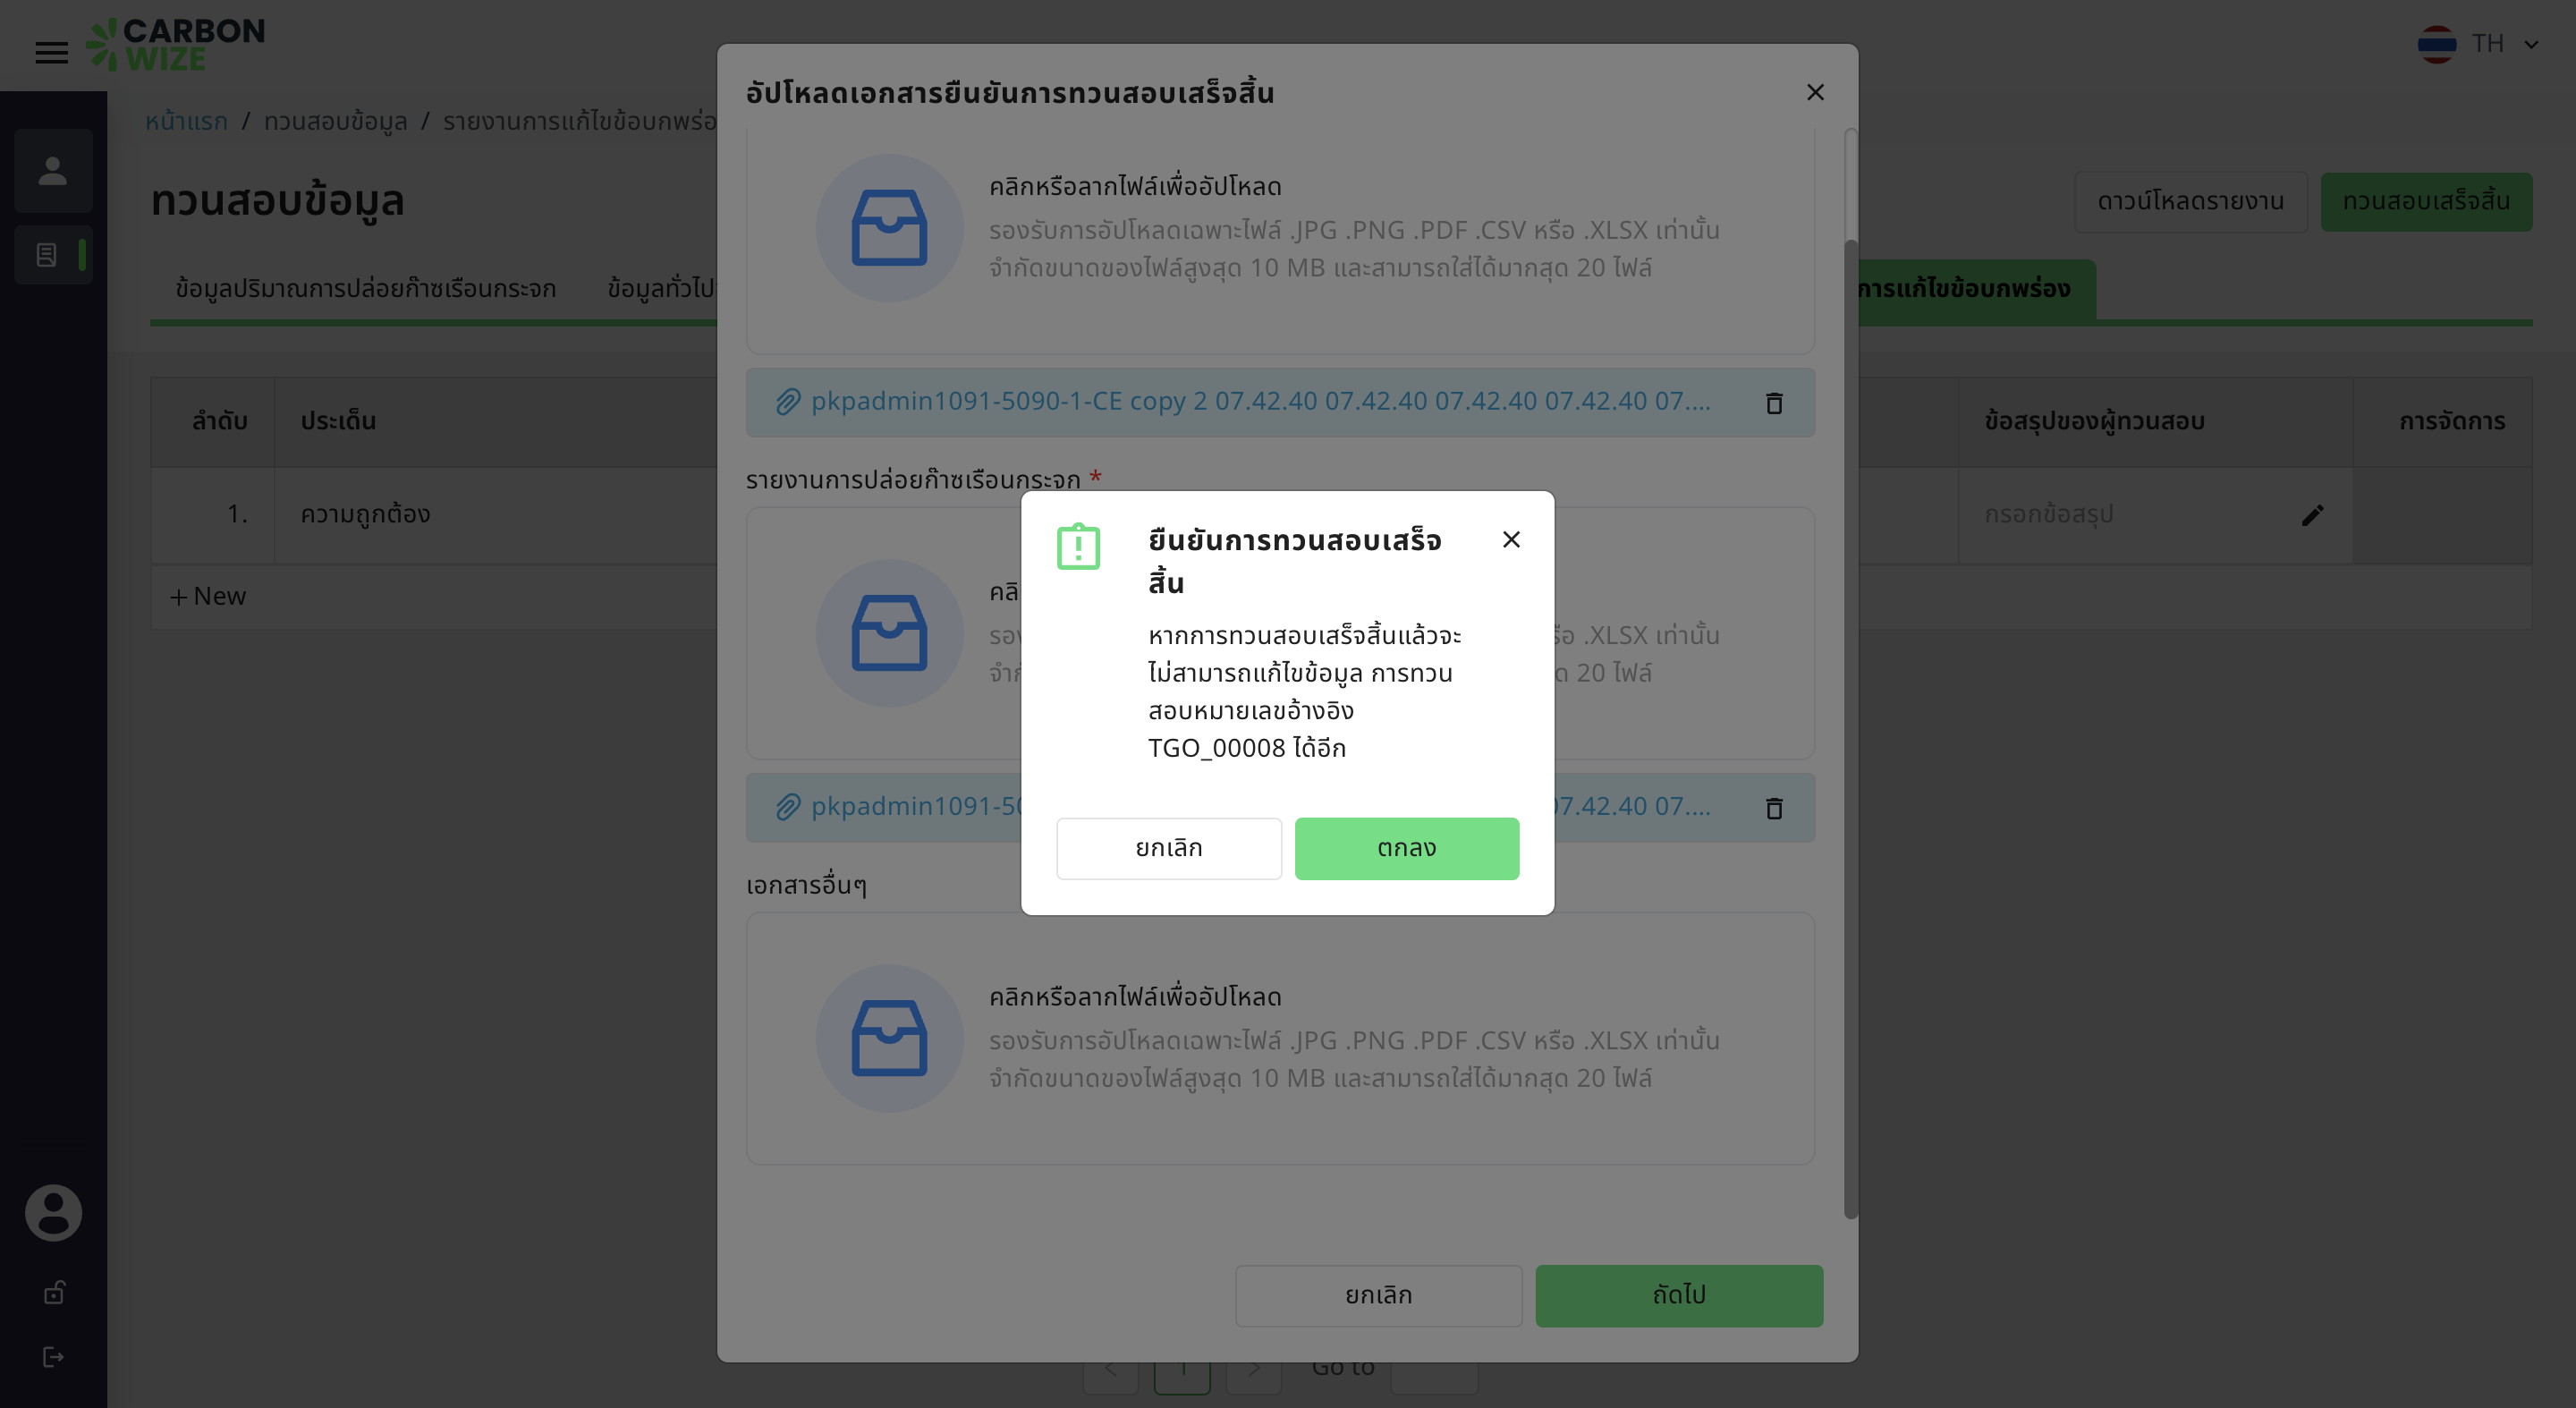 CARBON
WIZE
TH
หน้าแรก / ทวนสอบข้อมูล / รายงานการแก้ไขข้อบกพร่อ
ทวนสอบข้อมูล
ดาวน์โหลดรายงาน
ทวนสอบเสร็จสิ้น
ข้อมูลปริมาณการปล่อยก๊าซเรือนกระจก
ข้อมูลทั่วไป
การแก้ไขข้อบกพร่อง
ลำดับ
ประเด็น
ข้อสรุปของผู้ทวนสอบ
การจัดการ
1.
ความถูกต้อง
กรอกข้อสรุป
+ New
อัปโหลดเอกสารยืนยันการทวนสอบเสร็จสิ้น
คลิกหรือลากไฟล์เพื่ออัปโหลด
รองรับการอัปโหลดเฉพาะไฟล์ .JPG .PNG .PDF .CSV หรือ .XLSX เท่านั้น
จำกัดขนาดของไฟล์สูงสุด 10 MB และสามารถใส่ได้มากสุด 20 ไฟล์
pkpadmin1091-5090-1-CE copy 2 07.42.40 07.42.40 07.42.40 07.42.40 07....
รายงานการปล่อยก๊าซเรือนกระจก *
คลิ
รือ .XLSX เท่านั้น
ด 20 ไฟล์
pkpadmin1091-50
07.42.40 07....
ยืนยันการทวนสอบเสร็จ
สิ้น
หากการทวนสอบเสร็จสิ้นแล้วจะ
ไม่สามารถแก้ไขข้อมูล การทวน
สอบหมายเลขอ้างอิง
TGO_00008 ได้อีก
ยกเลิก
ตกลง
เอกสารอื่นๆ
คลิกหรือลากไฟล์เพื่ออัปโหลด
รองรับการอัปโหลดเฉพาะไฟล์ .JPG .PNG .PDF .CSV หรือ .XLSX เท่านั้น
จำกัดขนาดของไฟล์สูงสุด 10 MB และสามารถใส่ได้มากสุด 20 ไฟล์
ยกเลิก
ถัดไป
< 1 > Go to